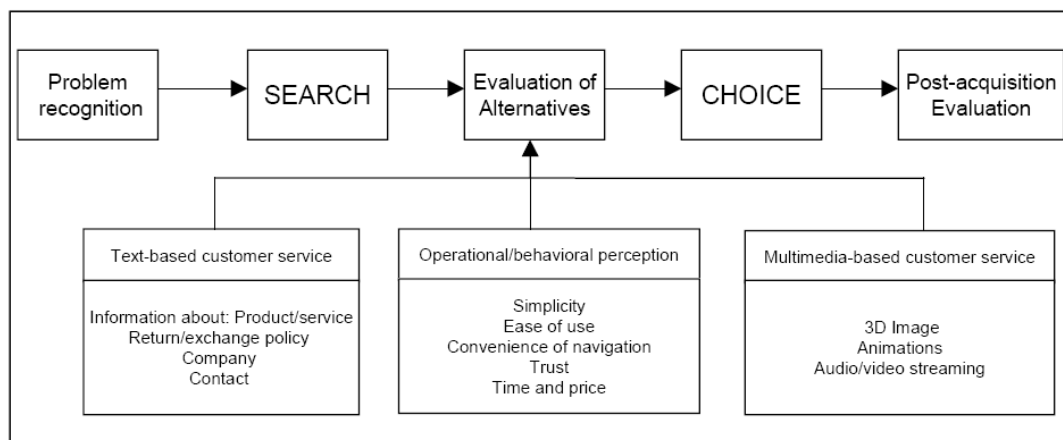 Problem
recognition
SEARCH
Evaluation of
Alternatives
CHOICE
Post-acquisition
Evaluation
Text-based customer service
Information about: Product/service
Return/exchange policy
Company
Contact
Operational/behavioral perception
Simplicity
Ease of use
Convenience of navigation
Trust
Time and price
Multimedia-based customer service
3D Image
Animations
Audio/video streaming